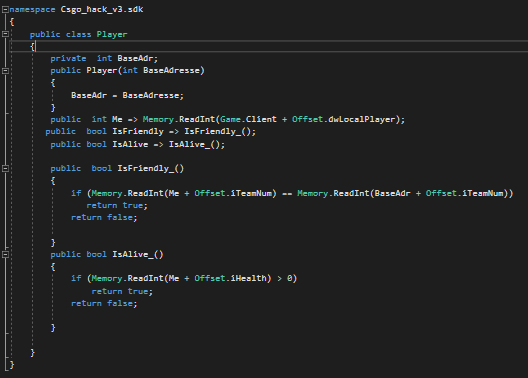 namespace Csgo_hack_v3.sdk
{
public class Player
{
private int BaseAdr;
public Player(int BaseAdresse)
{
BaseAdr = BaseAdresse;
}
public int Me => Memory.ReadInt(Game.Client + Offset.dwLocalPlayer);
public bool IsFriendly => IsFriendly_();
public bool IsAlive => IsAlive_();
public bool IsFriendly_()
{
if (Memory.ReadInt(Me + Offset.iTeamNum) == Memory.ReadInt(BaseAdr + Offset.iTeamNum))
return true;
return false;
}
public bool IsAlive_()
{
if (Memory.ReadInt(Me + Offset.iHealth) > 0)
return true;
return false;
}
}
}